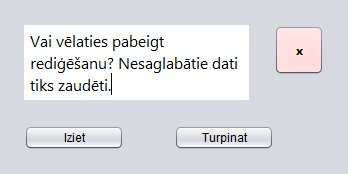 Vai vēlaties pabeigt
rediģēšanu? Nesaglabātie dati
tiks zaudēti.
x
Iziet
Turpinat